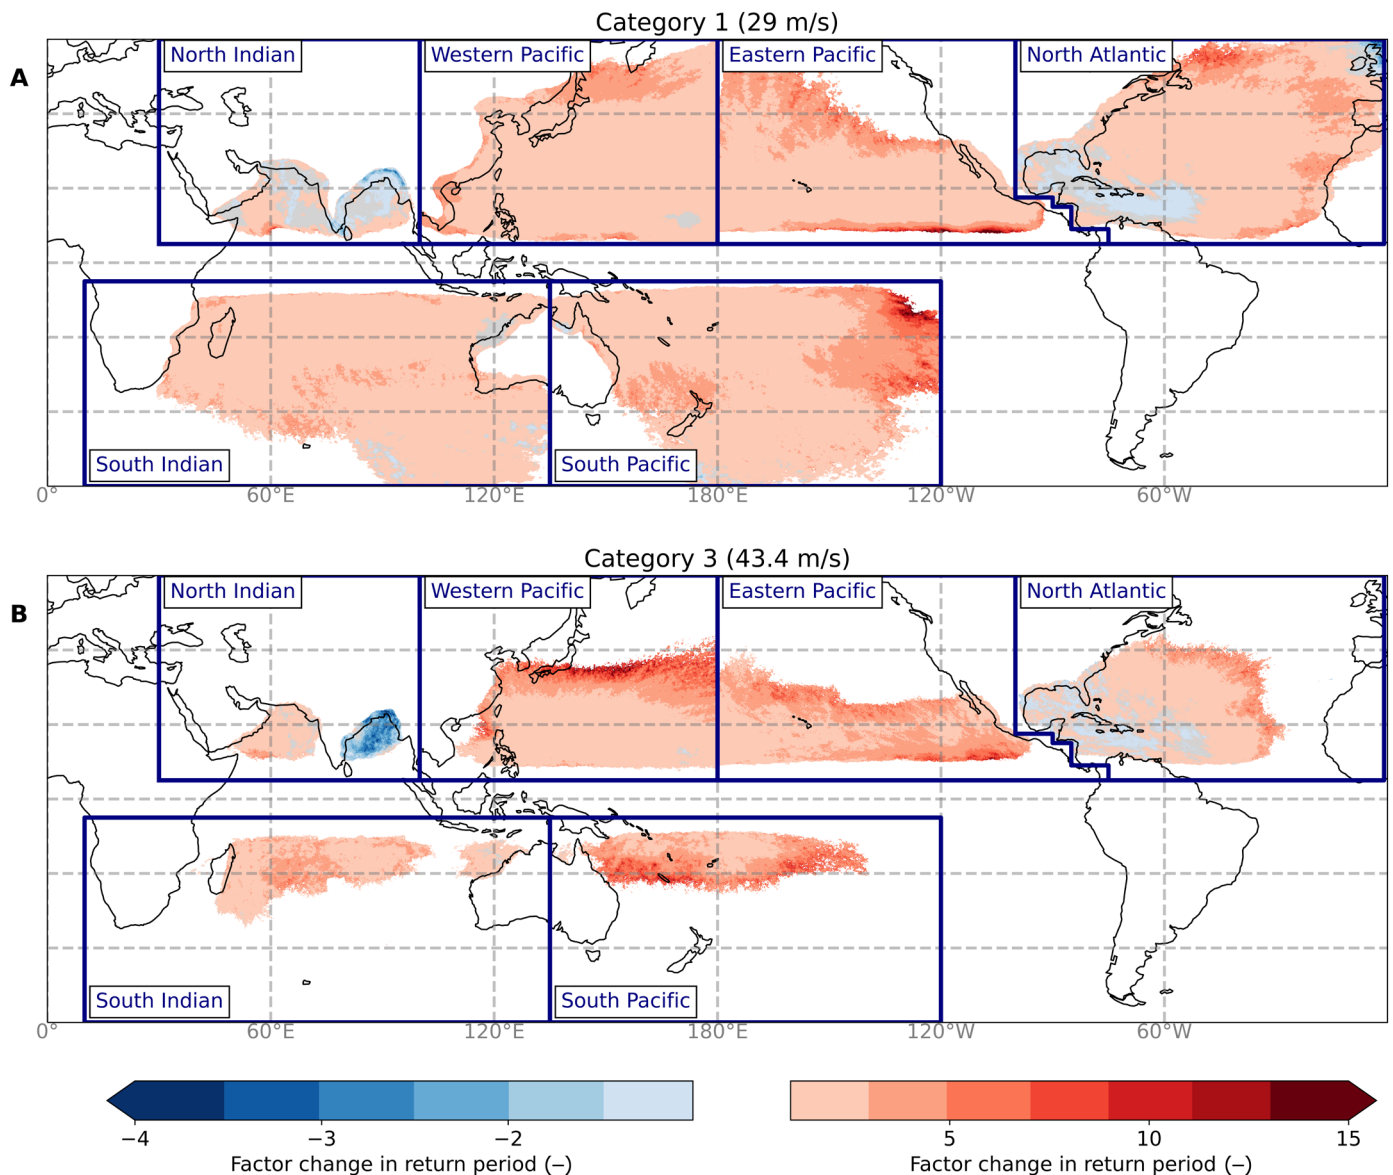 Category 1 (29 m/s)
A
North Indian
Western Pacific
Eastern Pacific
North Atlantic
South Indian
South Pacific
0°
60°E
120°E
180°E
120°W
60°W
Category 3 (43.4 m/s)
B
North Indian
Western Pacific
Eastern Pacific
North Atlantic
South Indian
South Pacific
0°
60°E
120°E
180°E
120°W
60°W
−4
−3
−2
Factor change in return period (−)
5
10
15
Factor change in return period (−)